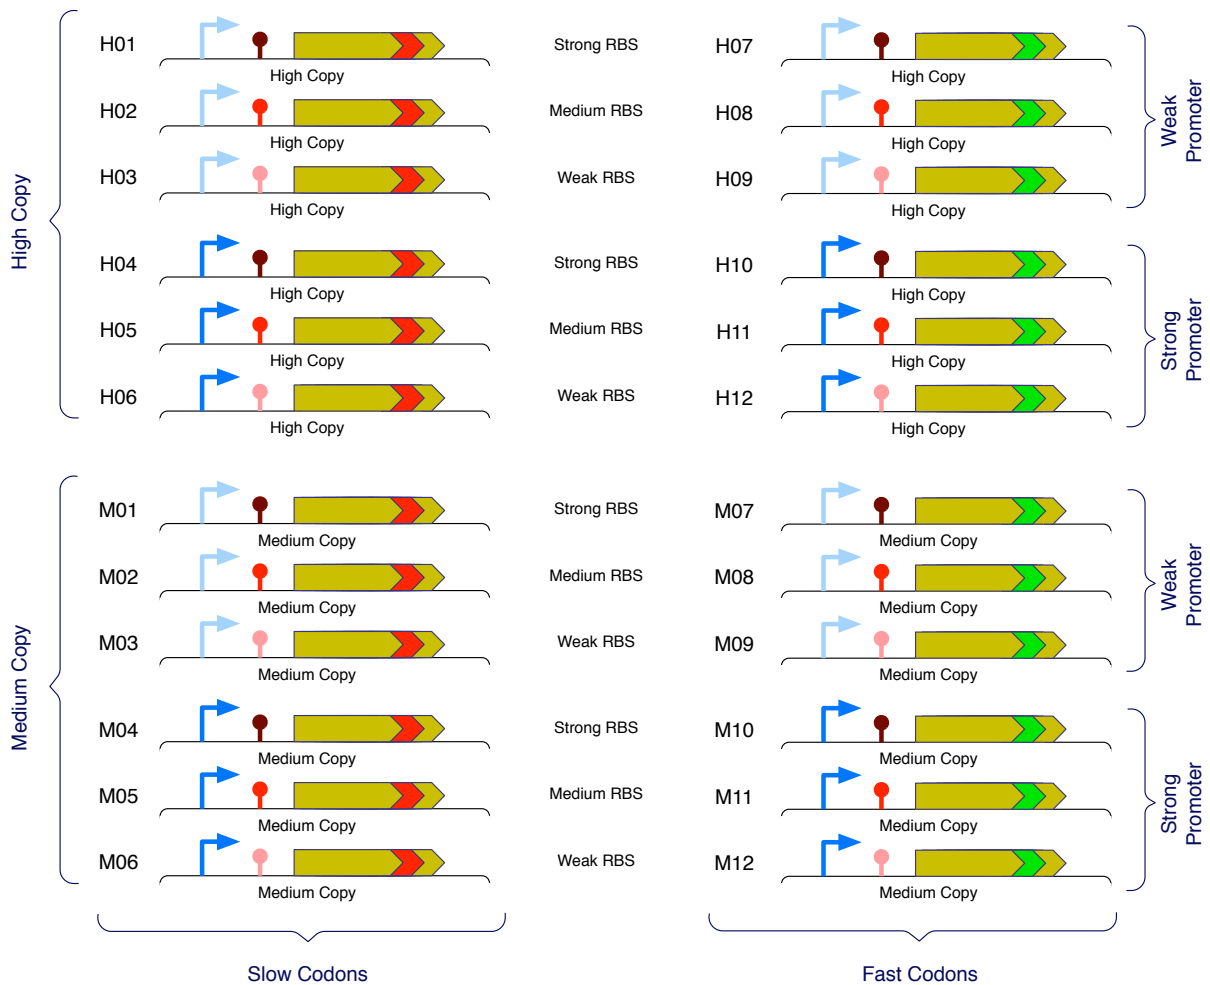 H01
Strong RBS
H07
High Copy
High Copy
H02
Medium RBS
H08
High Copy
High Copy
H03
Weak RBS
H09
High Copy
High Copy
Weak
Promoter
High Copy
H04
Strong RBS
H10
High Copy
High Copy
H05
Medium RBS
H11
High Copy
High Copy
H06
Weak RBS
H12
High Copy
High Copy
Strong
Promoter
M01
Strong RBS
M07
Medium Copy
Medium Copy
M02
Medium RBS
M08
Medium Copy
Medium Copy
M03
Weak RBS
M09
Medium Copy
Medium Copy
Weak
Promoter
Medium Copy
M04
Strong RBS
M10
Medium Copy
Medium Copy
M05
Medium RBS
M11
Medium Copy
Medium Copy
M06
Weak RBS
M12
Medium Copy
Medium Copy
Strong
Promoter
Slow Codons
Fast Codons